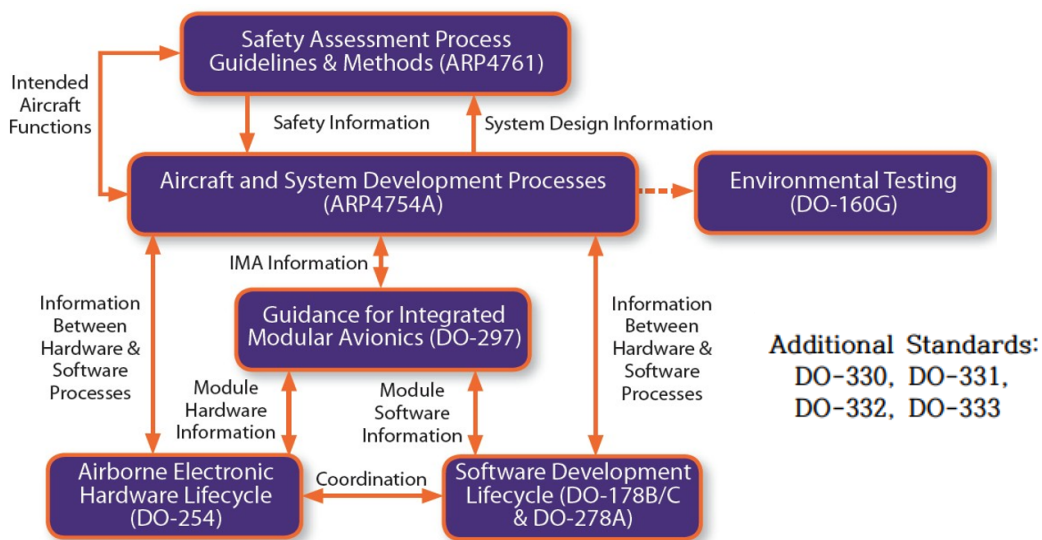 Safety Assessment Process
Guidelines & Methods (ARP4761)
Intended
Aircraft
Functions
Safety Information
System Design Information
Aircraft and System Development Processes
(ARP4754A)
Environmental Testing
(DO-160G)
IMA Information
Information
Between
Hardware &
Software
Processes
Guidance for Integrated
Modular Avionics (DO-297)
Information
Between
Hardware &
Software
Processes
Additional Standards:
DO-330, DO-331,
DO-332, DO-333
Module
Hardware
Information
Module
Software
Information
Airborne Electronic
Hardware Lifecycle
(DO-254)
Coordination
Software Development
Lifecycle (DO-178B/C
& DO-278A)